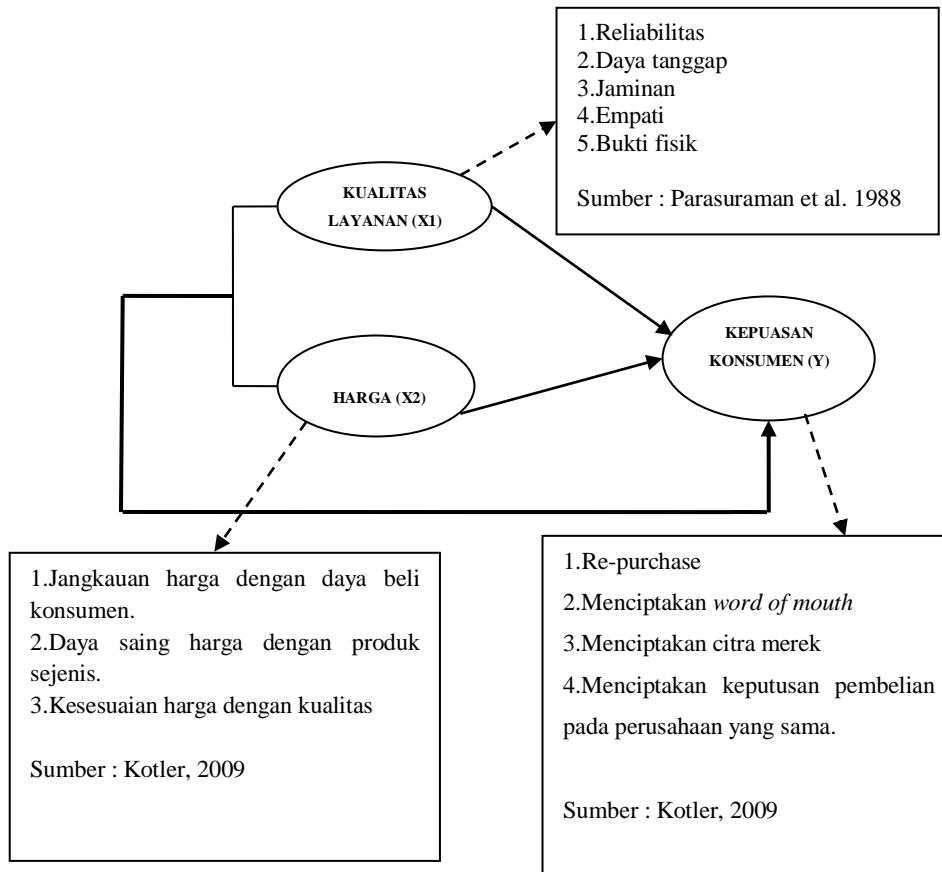 1.Reliabilitas
2.Daya tanggap
3.Jaminan
4.Empati
5.Bukti fisik
Sumber : Parasuraman et al. 1988
KUALITAS
LAYANAN (X1)
KEPUASAN
KONSUMEN (Y)
HARGA (X2)
1.Jangkauan harga dengan daya beli
konsumen.
2.Daya saing harga dengan produk
sejenis.
3.Kesesuaian harga dengan kualitas
Sumber : Kotler, 2009
1.Re-purchase
2.Menciptakan word of mouth
3.Menciptakan citra merek
4.Menciptakan keputusan pembelian
pada perusahaan yang sama.
Sumber : Kotler, 2009